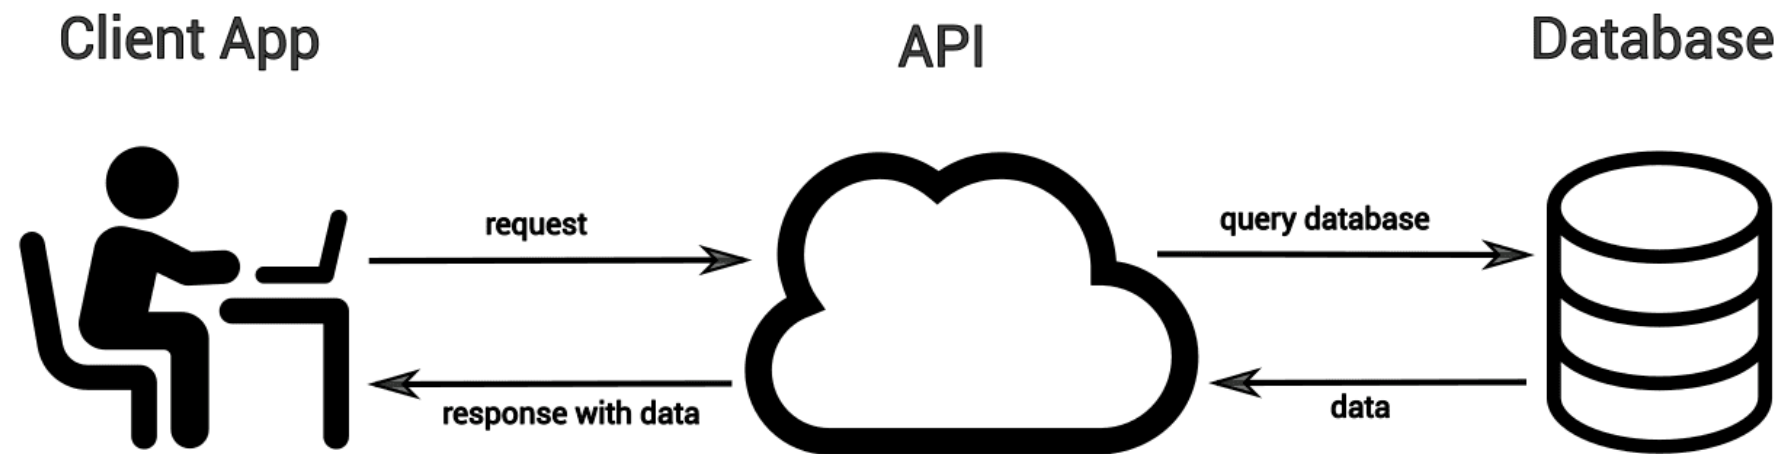 Client App
API
Database
request
query database
response with data
data